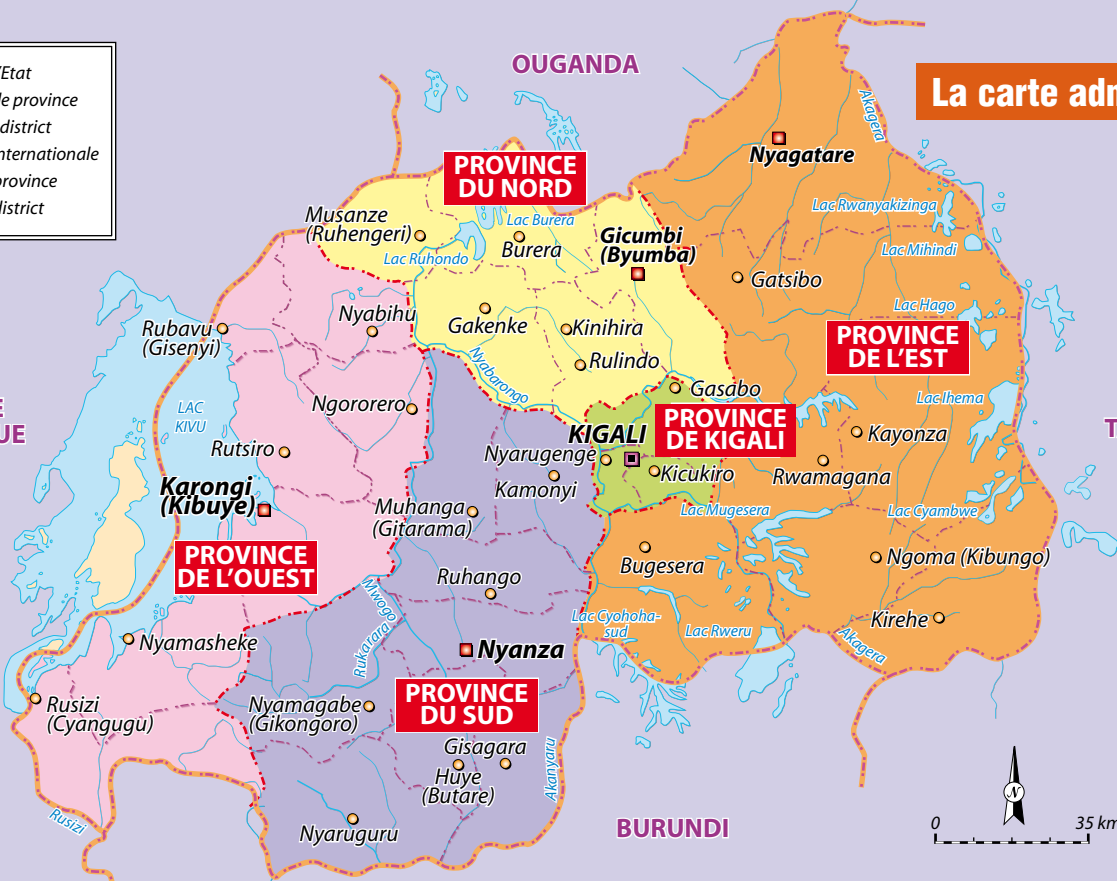 'Etat
de province
district
internationale
province
district
OUGANDA
La carte adm
Akagera
Nyagatare
PROVINCE
DU NORD
Musanze
(Ruhengeri)
Lac Burera
Burera
Lac Ruhondo
Gicumbi
(Byumba)
Lac Rwanyakizinga
Lac Mihindi
Gatsibo
Lac Hago
Rubavu
(Gisenyi)
Nyabihu
Gakenke
Kinihira
Rulindo
PROVINCE
DE L'EST
Nyabarongo
Gasabo
Lac Ihema
E
UE
LAC
KIVU
Ngororero
PROVINCE
DE KIGALI
KIGALI
Kayonza
T
Rutsiro
Nyarugenge
Kicukiro
Rwamagana
Kamonyi
Karongi
(Kibuye)
Muhanga
(Gitarama)
Lac Mugesera
Lac Cyambwe
PROVINCE
DE L'OUEST
Bugesera
Ngoma (Kibungo)
Ruhango
Mwogo
Lac Cyohoha-
sud
Lac Rweru
Kirehe
Akagera
Nyamasheke
Rukarara
Nyanza
PROVINCE
DU SUD
Rusizi
(Cyangugu)
Nyamagabe
(Gikongoro)
Gisagara
Huye
(Butare)
Akanyaru
Rusizi
Nyaruguru
BURUNDI
N
0
35 km